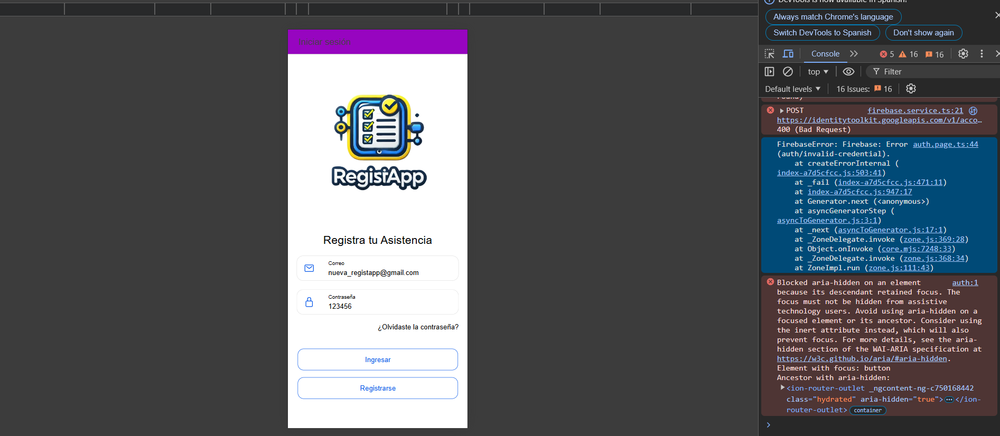 DevTools is now available in Spanish!
Always match Chrome's language
Switch DevTools to Spanish
Don't show again
Console
5
16
16
top
Filter
Default levels
16 Issues:
16
Iniciar sesión
RegistApp
Registra tu Asistencia
Correo
nueva_registapp@gmail.com
Contraseña
123456
¿Olvidaste la contraseña?
Ingresar
Registrarse
found)
POST firebase.service.ts:21
https://identitytoolkit.googleapis.com/v1/acco…
400 (Bad Request)
FirebaseError: Firebase: Error auth.page.ts:44
(auth/invalid-credential).
at createErrorInternal (
index-a7d5cfcc.js:503:41)
at _fail (index-a7d5cfcc.js:471:11)
at index-a7d5cfcc.js:947:17
at Generator.next (<anonymous>)
at asyncGeneratorStep (
asyncToGenerator.js:3:1)
at _next (asyncToGenerator.js:17:1)
at _ZoneDelegate.invoke (zone.js:369:28)
at Object.onInvoke (core.mjs:7248:33)
at _ZoneDelegate.invoke (zone.js:368:34)
at ZoneImpl.run (zone.js:111:43)
Blocked aria-hidden on an element auth:1
because its descendant retained focus. The
focus must not be hidden from assistive
technology users. Avoid using aria-hidden on a
focused element or its ancestor. Consider using
the inert attribute instead, which will also
prevent focus. For more details, see the aria-
hidden section of the WAI-ARIA specification at
https://w3c.github.io/aria/#aria-hidden.
Element with focus: button
Ancestor with aria-hidden:
<ion-router-outlet _ngcontent-ng-c750168442
class="hydrated" aria-hidden="true">…</ion-
router-outlet> container